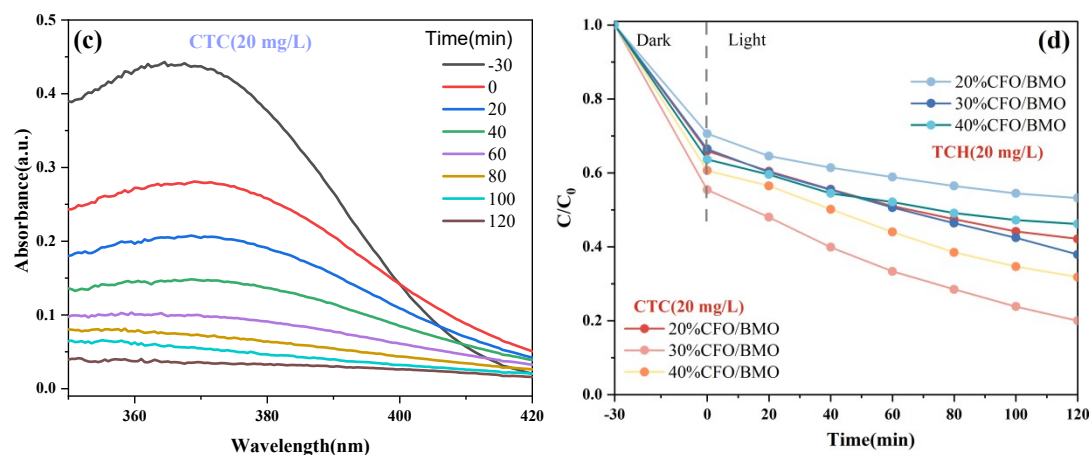 (c)
CTC(20 mg/L)
Time(min)
-30
0
20
40
60
80
100
120
Absorbance(a.u.)
0.5
0.4
0.3
0.2
0.1
0.0
360
380
400
420
Wavelength(nm)
(d)
Dark
Light
20%CFO/BMO
30%CFO/BMO
40%CFO/BMO
TCH(20 mg/L)
CTC(20 mg/L)
20%CFO/BMO
30%CFO/BMO
40%CFO/BMO
C/C₀
1.0
0.8
0.6
0.4
0.2
0.0
-30
0
20
40
60
80
100
120
Time(min)